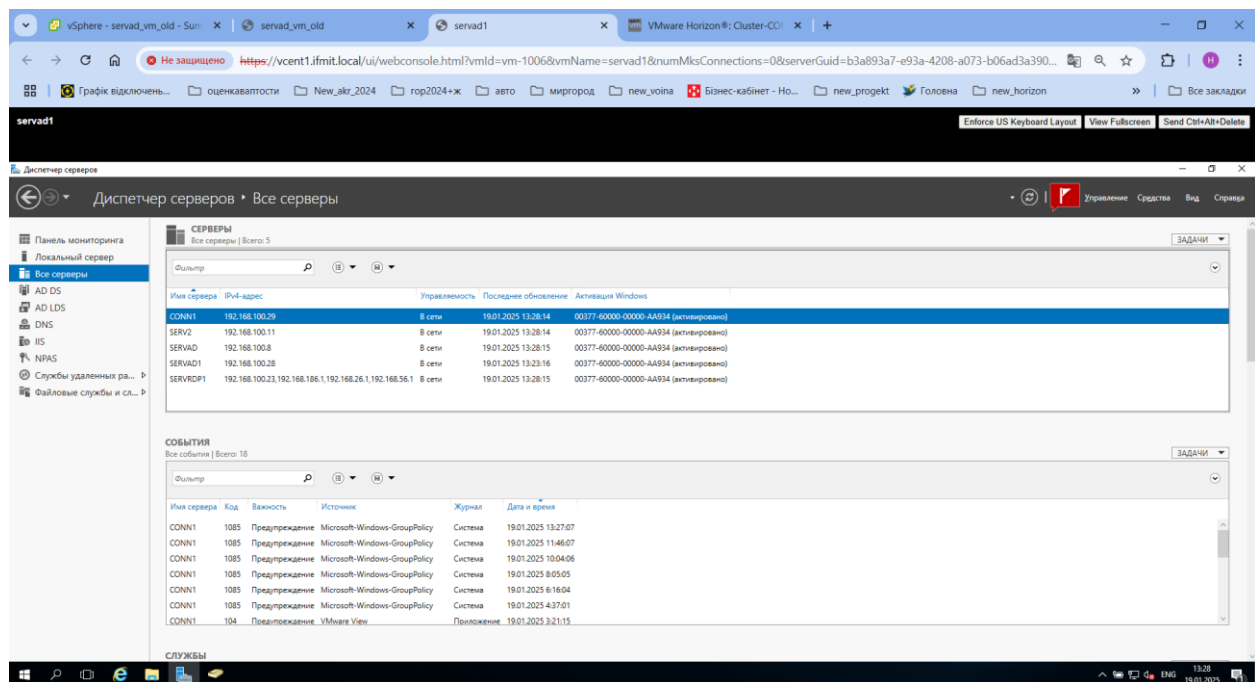 vSphere - servad_vm_old - Sum
servad_vm_old
servad1
VMware Horizon®: Cluster-CO
Не защищено https://vcent1.ifmit.local/ui/webconsole.html?vmId=vm-1006&vmName=servad1&numMksConnections=0&serverGuid=b3a893a7-e93a-4208-a073-b06ad3a390...
Графік відключень... оценкаваптости New_akr_2024 гор2024+ж авто миргород new_voina Бізнес-кабінет - Но... new_progekt Головна new_horizon » Все закладки
servad1 Enforce US Keyboard Layout View Fullscreen Send Ctrl+Alt+Delete
Диспетчер серверов
Диспетчер серверов Все серверы Управление Средства Вид Справка
Панель мониторинга
Локальный сервер
Все серверы
AD DS
AD LDS
DNS
IIS
NPAS
Службы удаленных ра...
Файловые службы и сл...
СЕРВЕРЫ
Все серверы | Всего: 5 ЗАДАЧИ
Фильтр
Имя сервера IPv4-адрес Управляемость Последнее обновление Активация Windows
CONN1 192.168.100.29 В сети 19.01.2025 13:28:14 00377-60000-00000-AA934 (активировано)
SERV2 192.168.100.11 В сети 19.01.2025 13:28:14 00377-60000-00000-AA934 (активировано)
SERVAD 192.168.100.8 В сети 19.01.2025 13:28:15 00377-60000-00000-AA934 (активировано)
SERVAD1 192.168.100.28 В сети 19.01.2025 13:23:16 00377-60000-00000-AA934 (активировано)
SERVRDP1 192.168.100.23,192.168.186.1,192.168.26.1,192.168.56.1 В сети 19.01.2025 13:28:15 00377-60000-00000-AA934 (активировано)
СОБЫТИЯ
Все события | Всего: 18 ЗАДАЧИ
Фильтр
Имя сервера Код Важность Источник Журнал Дата и время
CONN1 1085 Предупреждение Microsoft-Windows-GroupPolicy Система 19.01.2025 13:27:07
CONN1 1085 Предупреждение Microsoft-Windows-GroupPolicy Система 19.01.2025 11:46:07
CONN1 1085 Предупреждение Microsoft-Windows-GroupPolicy Система 19.01.2025 10:04:06
CONN1 1085 Предупреждение Microsoft-Windows-GroupPolicy Система 19.01.2025 8:05:05
CONN1 1085 Предупреждение Microsoft-Windows-GroupPolicy Система 19.01.2025 6:16:04
CONN1 1085 Предупреждение Microsoft-Windows-GroupPolicy Система 19.01.2025 4:37:01
CONN1 104 Предупреждение VMware View Приложение 19.01.2025 3:21:15
СЛУЖБЫ
ENG 13:28
19.01.2025